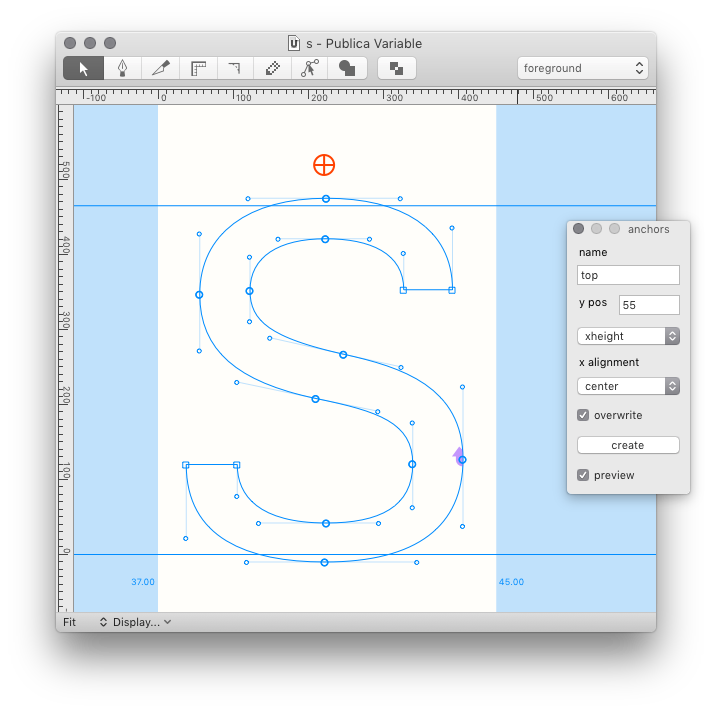 s - Publica Variable
foreground
-100 0 100 200 300 400 500 600
500
400
300
200
100
0
37.00 45.00
Fit Display...
anchors
name
top
y pos 55
xheight
x alignment
center
overwrite
create
preview